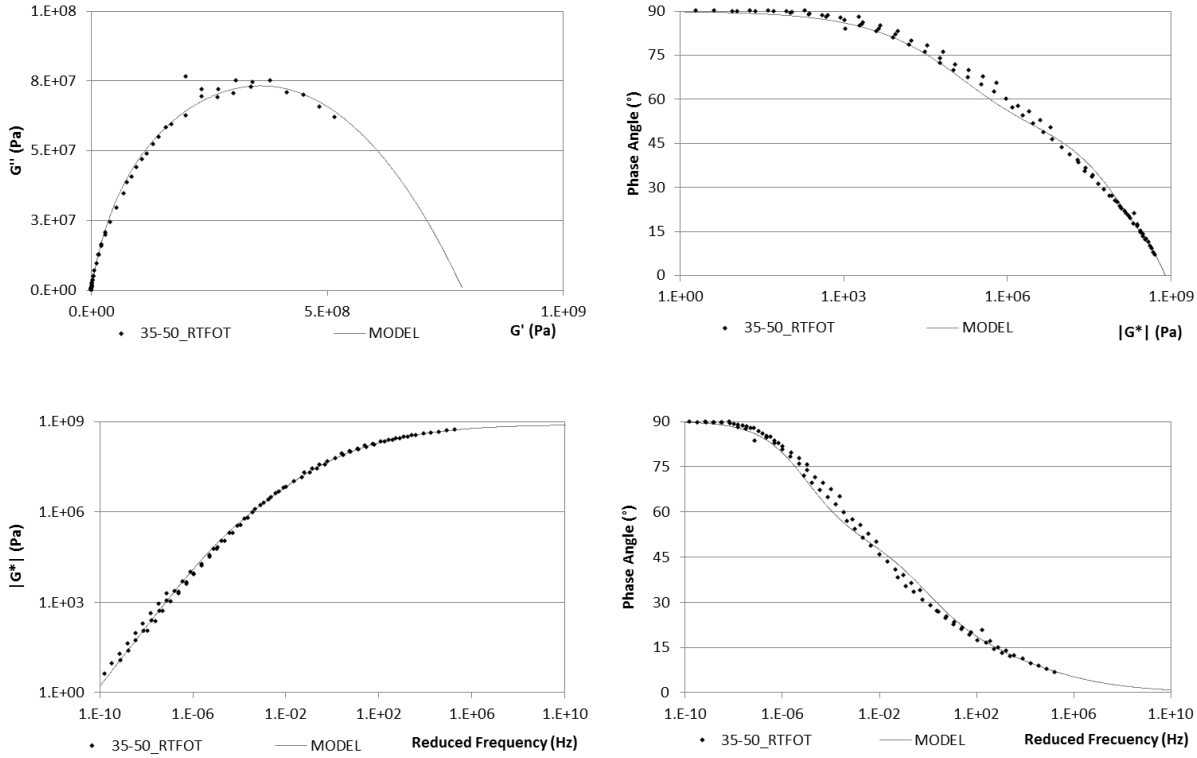 1.E+08
8.E+07
5.E+07
3.E+07
0.E+00
G'' (Pa)
0.E+00
5.E+08
1.E+09
35-50_RTFOT
MODEL
G' (Pa)
90
75
60
45
30
15
0
Phase Angle (°)
1.E+00
1.E+03
1.E+06
1.E+09
35-50_RTFOT
MODEL
|G*| (Pa)
1.E+09
1.E+06
1.E+03
1.E+00
|G*| (Pa)
1.E-10
1.E-06
1.E-02
1.E+02
1.E+06
1.E+10
35-50_RTFOT
MODEL
Reduced Frequency (Hz)
90
75
60
45
30
15
0
Phase Angle (°)
1.E-10
1.E-06
1.E-02
1.E+02
1.E+06
1.E+10
35-50_RTFOT
MODEL
Reduced Frecuency (Hz)